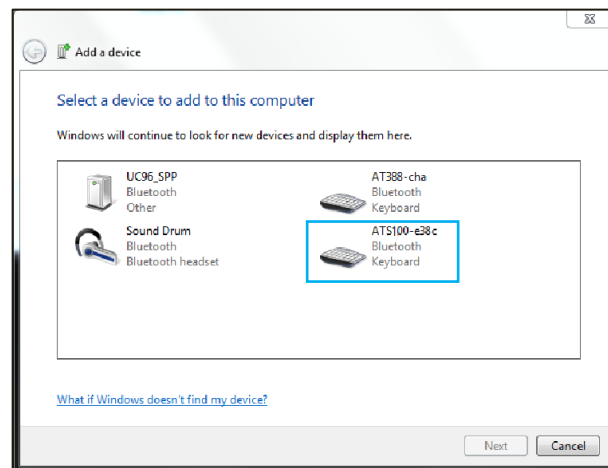 Add a device
Select a device to add to this computer
Windows will continue to look for new devices and display them here.
UC96_SPP
Bluetooth
Other
AT388-cha
Bluetooth
Keyboard
Sound Drum
Bluetooth
Bluetooth headset
ATS100-e38c
Bluetooth
Keyboard
What if Windows doesn't find my device?
Next
Cancel